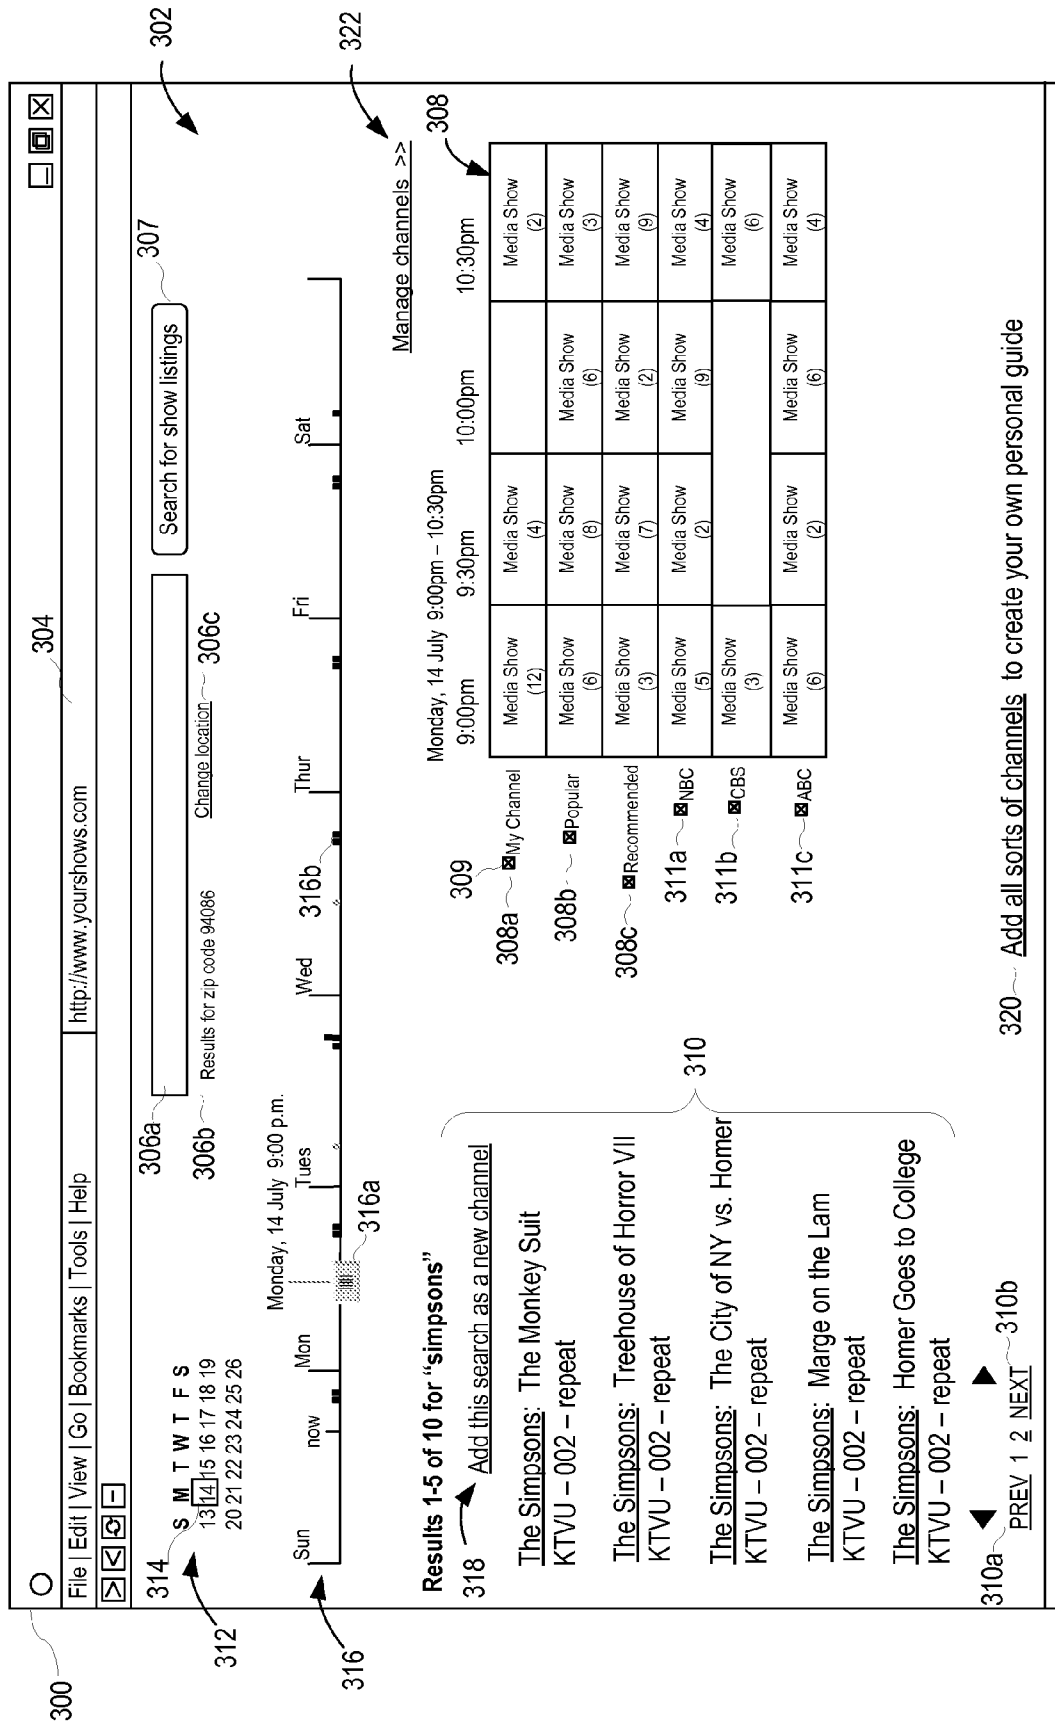 300
302
304
File | Edit | View | Go | Bookmarks | Tools | Help
http://www.yourshows.com
314
312
S M T W T F S
13 14 15 16 17 18 19
20 21 22 23 24 25 26
306a
Search for show listings
307
306b
Results for zip code 94086
Change location
306c
Monday, 14 July 9:00 p.m.
Sun
now
Mon
Tues
Wed
Thur
Fri
Sat
316
316a
316b
Manage channels >>
322
Results 1-5 of 10 for “simpsons”
318
Add this search as a new channel
The Simpsons: The Monkey Suit
KTVU – 002 – repeat
The Simpsons: Treehouse of Horror VII
KTVU – 002 – repeat
The Simpsons: The City of NY vs. Homer
KTVU – 002 – repeat
The Simpsons: Marge on the Lam
KTVU – 002 – repeat
The Simpsons: Homer Goes to College
KTVU – 002 – repeat
310
310a
PREV 1 2 NEXT
310b
Monday, 14 July 9:00pm – 10:30pm
308
9:00pm 9:30pm 10:00pm 10:30pm
309
308a
My Channel
Media Show Media Show Media Show
(12) (4) (2)
308b
Popular
Media Show Media Show Media Show Media Show
(6) (8) (6) (3)
308c
Recommended
Media Show Media Show Media Show Media Show
(3) (7) (2) (9)
311a
NBC
Media Show Media Show Media Show Media Show
(5) (2) (9) (4)
311b
CBS
Media Show Media Show
(3) (6)
311c
ABC
Media Show Media Show Media Show Media Show
(6) (2) (6) (4)
320
Add all sorts of channels to create your own personal guide